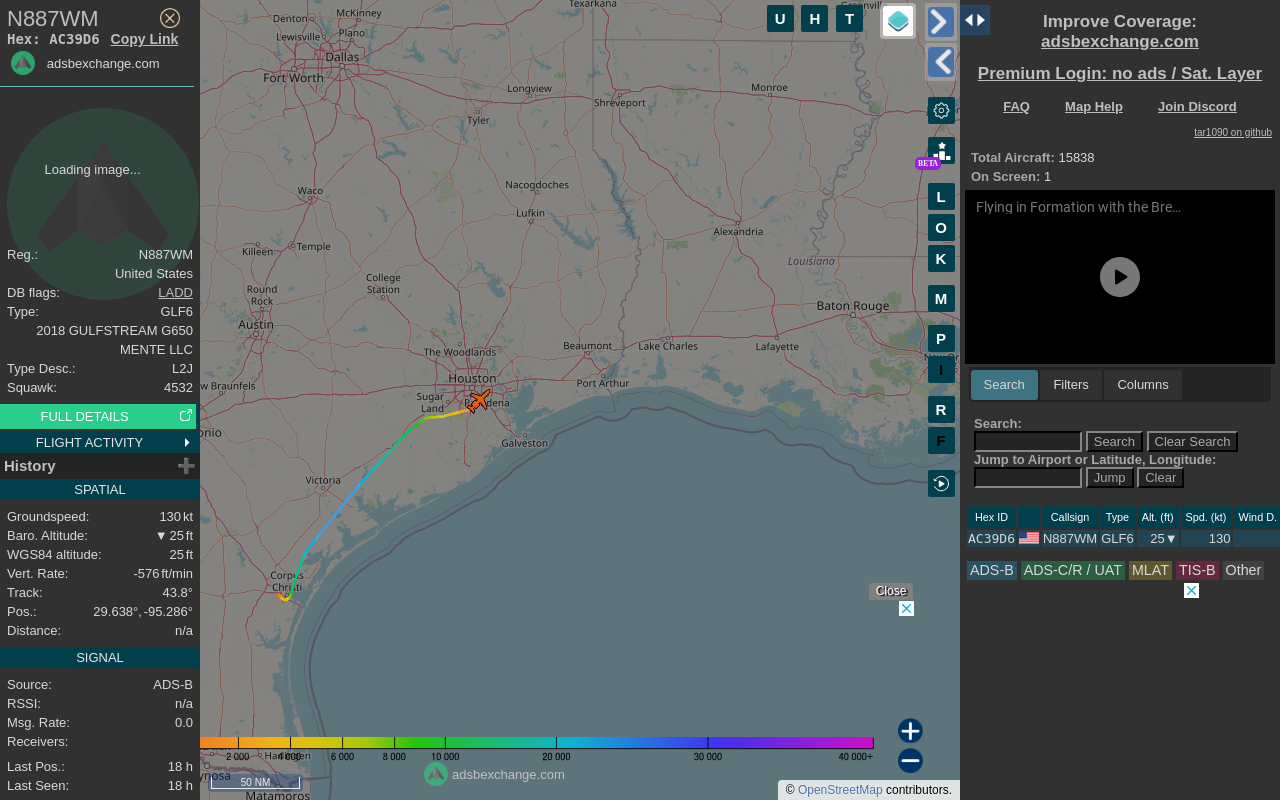 N887WM
Hex: AC39D6 Copy Link
adsbexchange.com
Loading image...
Reg.: N887WM
United States
DB flags: LADD
Type: GLF6
2018 GULFSTREAM G650
MENTE LLC
Type Desc.: L2J
Squawk: 4532
FULL DETAILS
FLIGHT ACTIVITY
History
SPATIAL
Groundspeed: 130 kt
Baro. Altitude: ▼ 25 ft
WGS84 altitude: 25 ft
Vert. Rate: -576 ft/min
Track: 43.8°
Pos.: 29.638°, -95.286°
Distance: n/a
SIGNAL
Source: ADS-B
RSSI: n/a
Msg. Rate: 0.0
Receivers:
Last Pos.: 18 h
Last Seen: 18 h
Texarkana
Greenville
McKinney
Denton
Lewisville Plano
Dallas
Fort Worth
Longview
Monroe
Shreveport
Tyler
Waco
Nacogdoches
Lufkin
Alexandria
Killeen Temple
Louisiana
College
Station
Round
Rock
Austin
Baton Rouge
The Woodlands Beaumont Lake Charles Lafayette
Houston
Port Arthur
w Braunfels
Sugar
Land
Pasadena
onio
Galveston
Victoria
Corpus
Christi
Matamoros
U H T
BETA
L
O
K
M
P
I
R
F
Close
2 000 4 000 6 000 8 000 10 000 20 000 30 000 40 000+
50 NM
adsbexchange.com
© OpenStreetMap contributors.
Improve Coverage:
adsbexchange.com
Premium Login: no ads / Sat. Layer
FAQ Map Help Join Discord
tar1090 on github
Total Aircraft: 15838
On Screen: 1
Flying in Formation with the Bre...
Search Filters Columns
Search:
Search Clear Search
Jump to Airport or Latitude, Longitude:
Jump Clear
Hex ID Callsign Type Alt. (ft) Spd. (kt) Wind D.
AC39D6 N887WM GLF6 25▼ 130
ADS-B ADS-C/R / UAT MLAT TIS-B Other